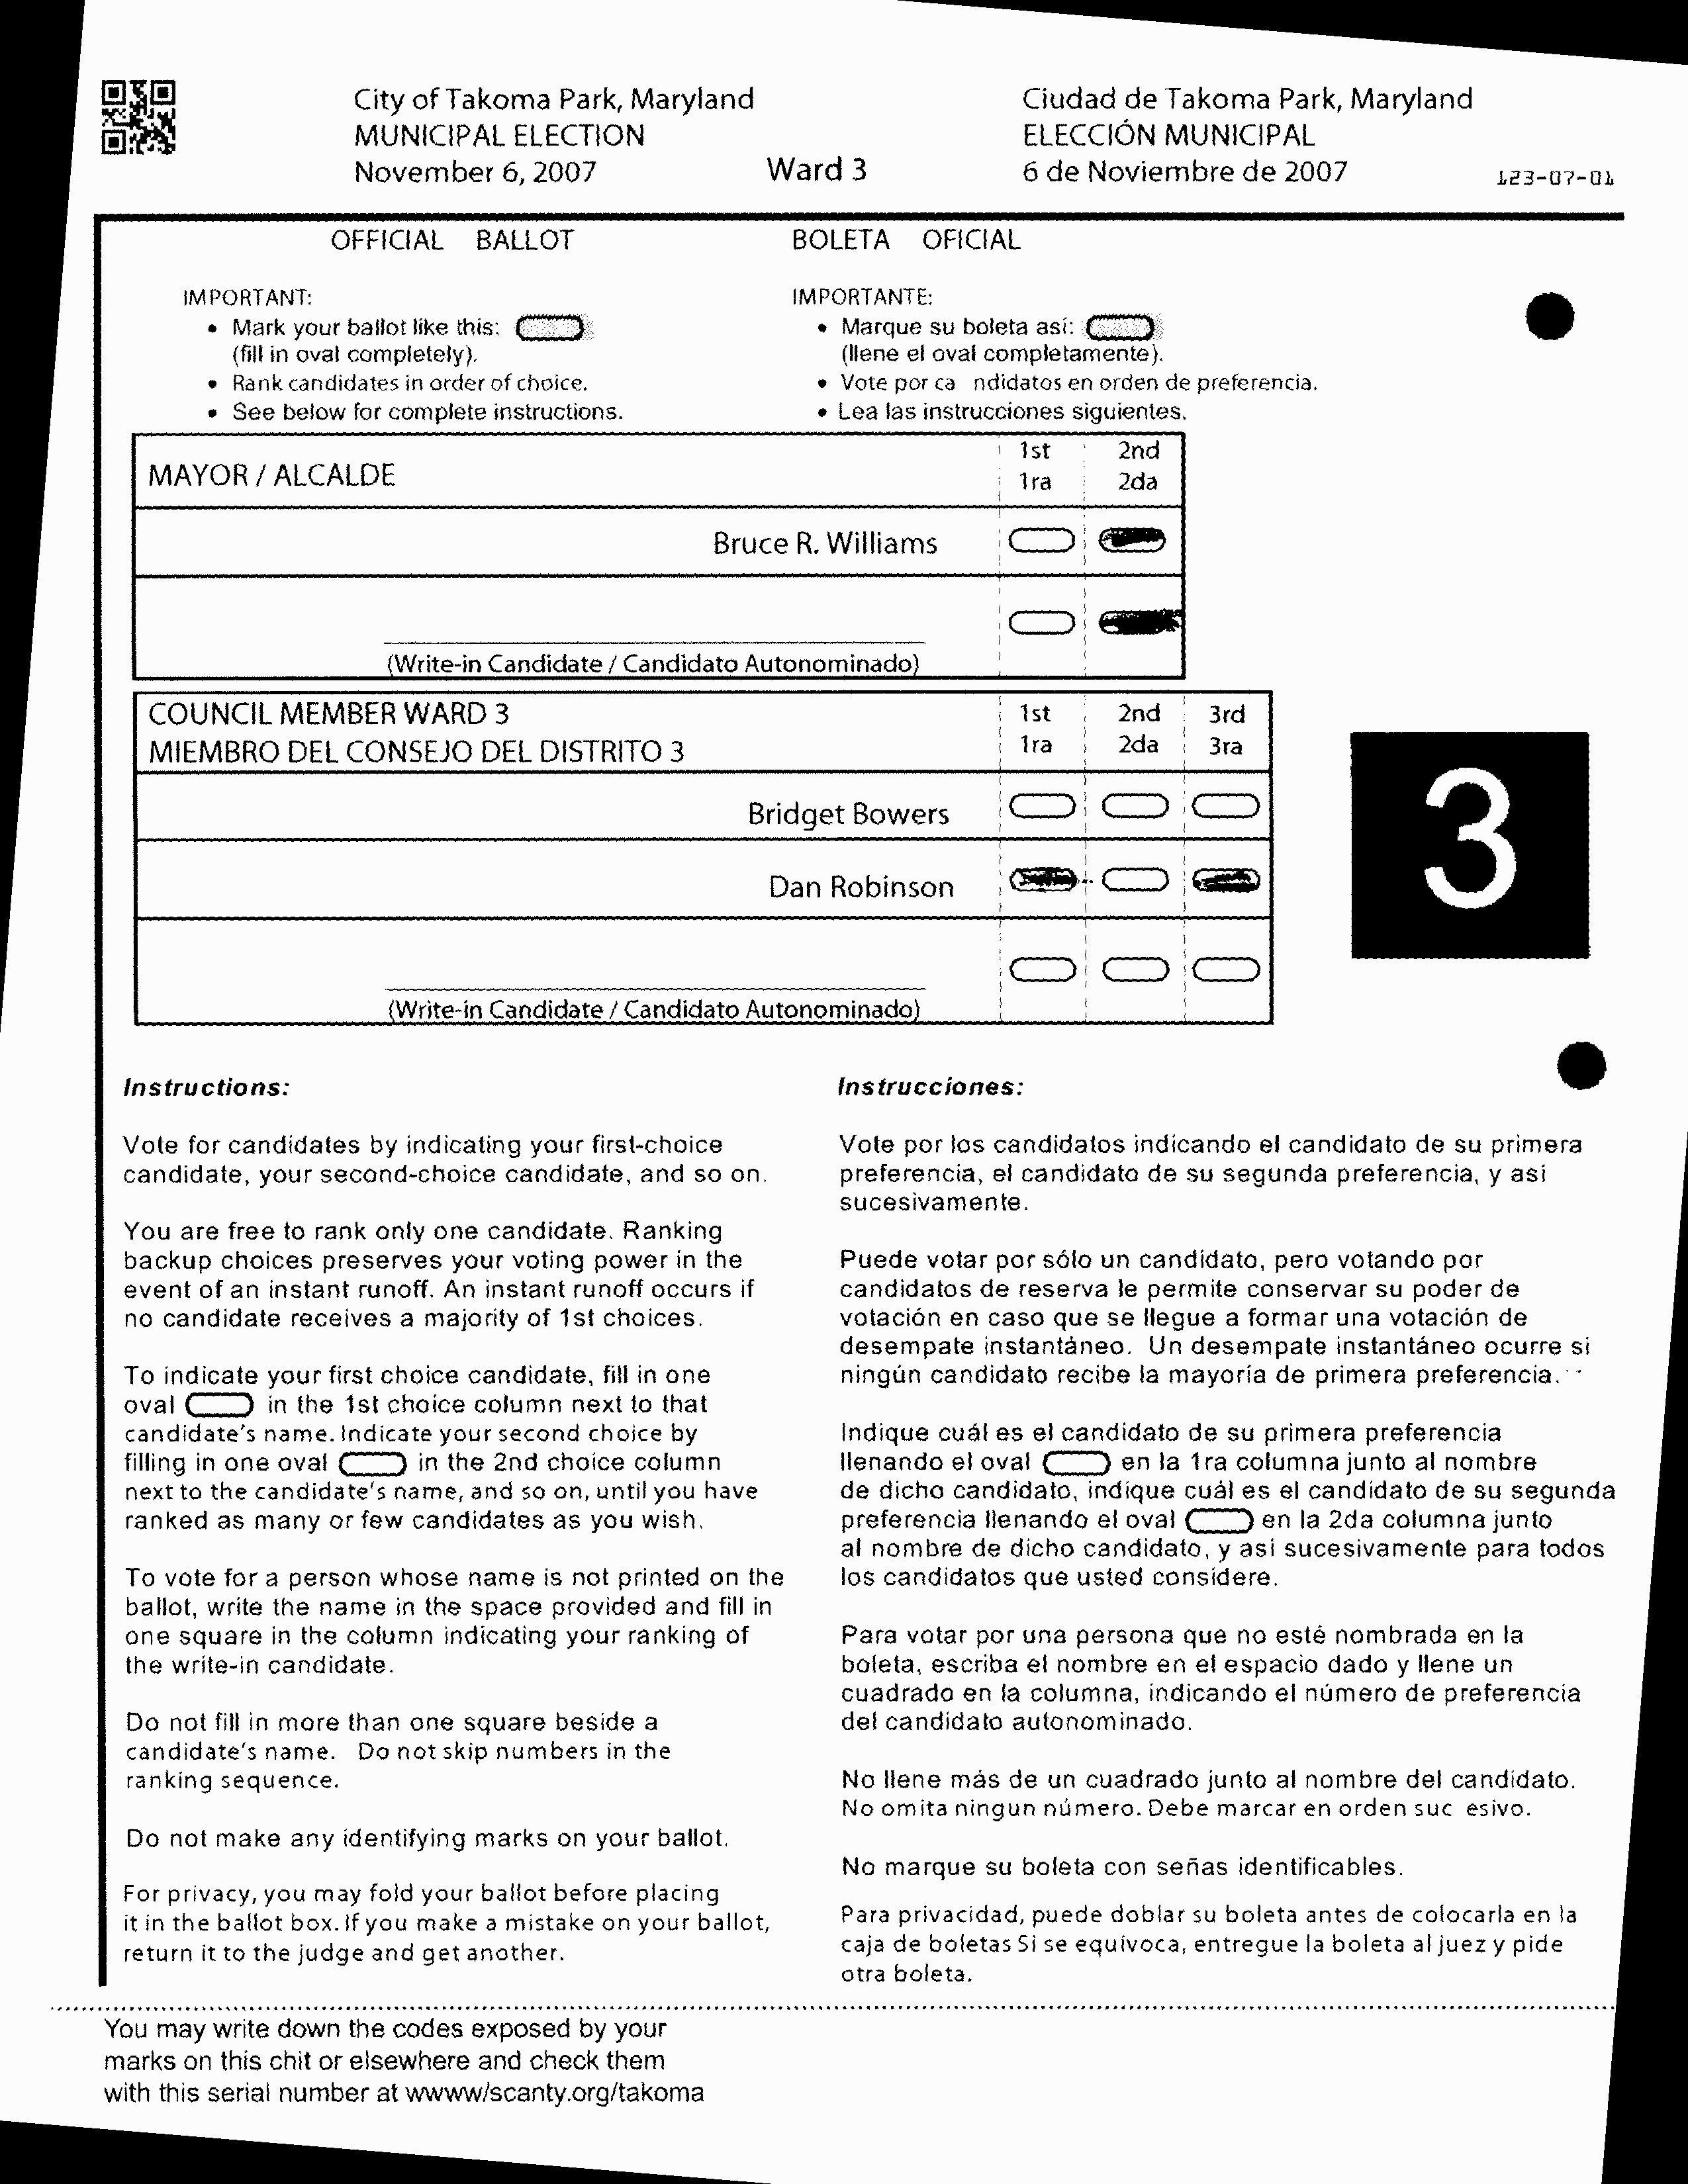 City of Takoma Park, Maryland
MUNICIPAL ELECTION
November 6, 2007
Ward 3
Ciudad de Takoma Park, Maryland
ELECCIÓN MUNICIPAL
6 de Noviembre de 2007
123-07-01
OFFICIAL BALLOT
BOLETA OFICIAL
IMPORTANT:
• Mark your ballot like this:
(fill in oval completely).
• Rank candidates in order of choice.
• See below for complete instructions.
IMPORTANTE:
• Marque su boleta así:
(llene el oval completamente).
• Vote por ca ndidatos en orden de preferencia.
• Lea las instrucciones siguientes.
MAYOR / ALCALDE
1st 2nd
1ra 2da
Bruce R. Williams
(Write-in Candidate / Candidato Autonominado)
COUNCIL MEMBER WARD 3
MIEMBRO DEL CONSEJO DEL DISTRITO 3
1st 2nd 3rd
1ra 2da 3ra
Bridget Bowers
Dan Robinson
(Write-in Candidate / Candidato Autonominado)
3
Instructions:
Vote for candidates by indicating your first-choice
candidate, your second-choice candidate, and so on.
You are free to rank only one candidate. Ranking
backup choices preserves your voting power in the
event of an instant runoff. An instant runoff occurs if
no candidate receives a majority of 1st choices.
To indicate your first choice candidate, fill in one
oval in the 1st choice column next to that
candidate's name. Indicate your second choice by
filling in one oval in the 2nd choice column
next to the candidate's name, and so on, until you have
ranked as many or few candidates as you wish.
To vote for a person whose name is not printed on the
ballot, write the name in the space provided and fill in
one square in the column indicating your ranking of
the write-in candidate.
Do not fill in more than one square beside a
candidate's name. Do not skip numbers in the
ranking sequence.
Do not make any identifying marks on your ballot.
For privacy, you may fold your ballot before placing
it in the ballot box. If you make a mistake on your ballot,
return it to the judge and get another.
Instrucciones:
Vote por los candidatos indicando el candidato de su primera
preferencia, el candidato de su segunda preferencia, y así
sucesivamente.
Puede votar por sólo un candidato, pero votando por
candidatos de reserva le permite conservar su poder de
votación en caso que se llegue a formar una votación de
desempate instantáneo. Un desempate instantáneo ocurre si
ningún candidato recibe la mayoría de primera preferencia.
Indique cuál es el candidato de su primera preferencia
llenando el oval en la 1ra columna junto al nombre
de dicho candidato, indique cuál es el candidato de su segunda
preferencia llenando el oval en la 2da columna junto
al nombre de dicho candidato, y así sucesivamente para todos
los candidatos que usted considere.
Para votar por una persona que no esté nombrada en la
boleta, escriba el nombre en el espacio dado y llene un
cuadrado en la columna, indicando el número de preferencia
del candidato autonominado.
No llene más de un cuadrado junto al nombre del candidato.
No omita ningun número. Debe marcar en orden suc esivo.
No marque su boleta con señas identificables.
Para privacidad, puede doblar su boleta antes de colocarla en la
caja de boletas Si se equivoca, entregue la boleta al juez y pide
otra boleta.
You may write down the codes exposed by your
marks on this chit or elsewhere and check them
with this serial number at wwww/scanty.org/takoma